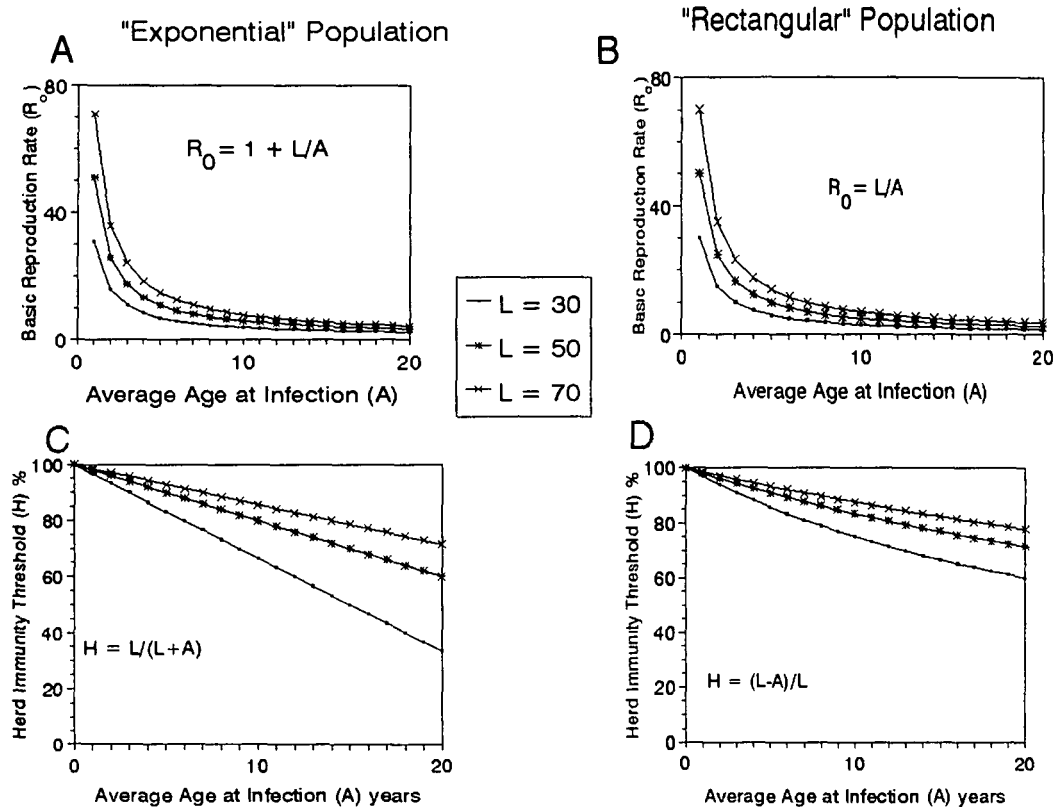 "Exponential" Population
"Rectangular" Population
A
Basic Reproduction Rate (Ro)
80
40
0
R0 = 1 + L/A
0 10 20
Average Age at Infection (A)
B
Basic Reproduction Rate (Ro)
80
40
0
R0 = L/A
0 10 20
Average Age at Infection (A)
L = 30
L = 50
L = 70
C
Herd Immunity Threshold (H) %
100
80
60
40
20
0
H = L/(L+A)
0 10 20
Average Age at Infection (A) years
D
Herd Immunity Threshold (H) %
100
80
60
40
20
0
H = (L-A)/L
0 10 20
Average Age at Infection (A) years